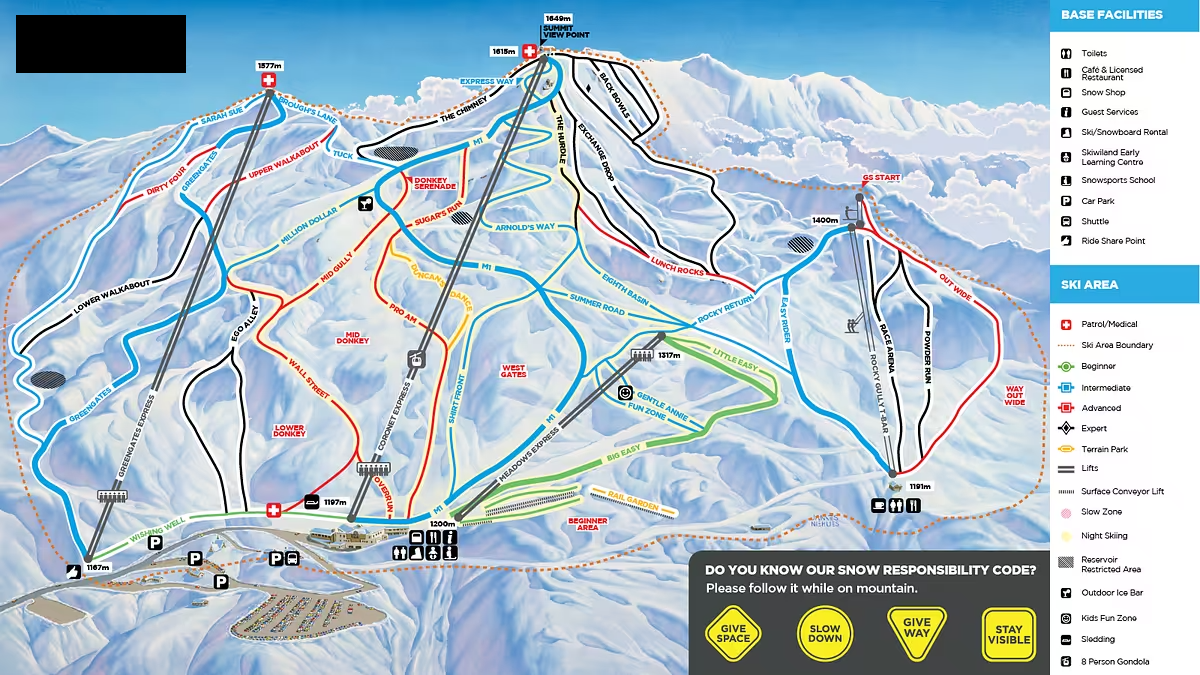 1649m
SUMMIT
VIEW POINT
1615m
1577m
EXPRESS WAY
BACK BOWLS
THE CHIMNEY
SARAH SUE
BROUGH'S LANE
M1
THE HURDLE
EXCHANGE DROP
TUCK
UPPER WALKABOUT
GREENGATES
DIRTY FOUR
DONKEY
SERENADE
GS START
SUGAR'S RUN
MILLION DOLLAR
1400m
ARNOLD'S WAY
MID GULLY
M1
LUNCH ROCKS
DUNCAN'S DANCE
EIGHTH BASIN
OUT WIDE
LOWER WALKABOUT
SUMMER ROAD
ROCKY RETURN
EASY RIDER
EGO ALLEY
PRO AM
MID
DONKEY
RACE ARENA
POWDER RUN
1317m
LITTLE EASY
WALL STREET
WEST
GATES
ROCKY GULLY T-BAR
WAY
OUT
WIDE
GREENGATES
SHIRT FRONT
GENTLE ANNIE
FUN ZONE
CORONET EXPRESS
LOWER
DONKEY
M1
GREENGATES EXPRESS
MEADOWS EXPRESS
BIG EASY
OVERRUN
1191m
1197m
M1
RAIL GARDEN
WISHING WELL
1200m
BEGINNER
AREA
1167m
DO YOU KNOW OUR SNOW RESPONSIBILITY CODE?
Please follow it while on mountain.
GIVE
SPACE
SLOW
DOWN
GIVE
WAY
STAY
VISIBLE
BASE FACILITIES
Toilets
Café & Licensed
Restaurant
Snow Shop
Guest Services
Ski/Snowboard Rental
Skiwiland Early
Learning Centre
Snowsports School
Car Park
Shuttle
Ride Share Point
SKI AREA
Patrol/Medical
Ski Area Boundary
Beginner
Intermediate
Advanced
Expert
Terrain Park
Lifts
Surface Conveyor Lift
Slow Zone
Night Skiing
Reservoir
Restricted Area
Outdoor Ice Bar
Kids Fun Zone
Sledding
8 Person Gondola